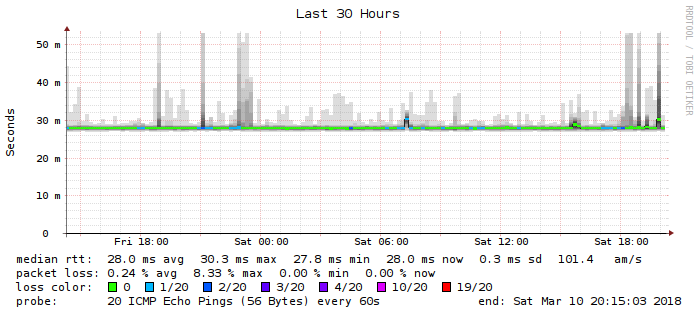 Last 30 Hours
RRDTOOL / TOBI OETIKER
Seconds
50 m
40 m
30 m
20 m
10 m
0
Fri 18:00 Sat 00:00 Sat 06:00 Sat 12:00 Sat 18:00
median rtt: 28.0 ms avg 30.3 ms max 27.8 ms min 28.0 ms now 0.3 ms sd 101.4 am/s
packet loss: 0.24 % avg 8.33 % max 0.00 % min 0.00 % now
loss color: 0 1/20 2/20 3/20 4/20 10/20 19/20
probe: 20 ICMP Echo Pings (56 Bytes) every 60s end: Sat Mar 10 20:15:03 2018